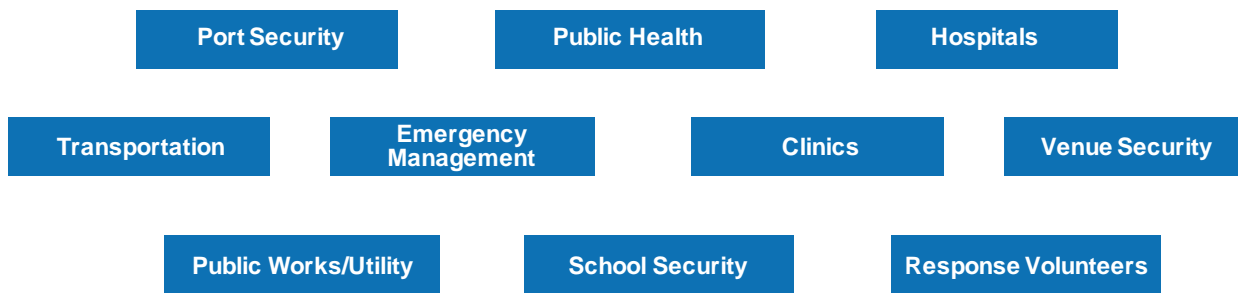 Port Security
Public Health
Hospitals
Transportation
Emergency
Management
Clinics
Venue Security
Public Works/Utility
School Security
Response Volunteers